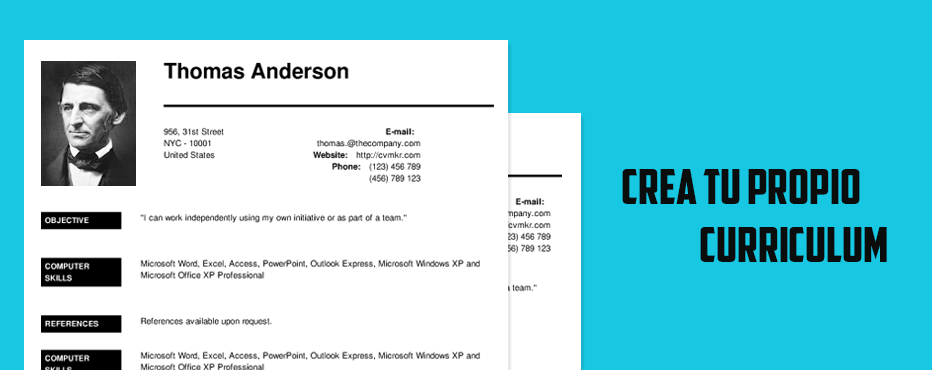 Thomas Anderson
956, 31st Street
NYC - 10001
United States
E-mail:
thomas.@thecompany.com
Website: http://cvmkr.com
Phone: (123) 456 789
(456) 789 123
OBJECTIVE
"I can work independently using my own initiative or as part of a team."
COMPUTER
SKILLS
Microsoft Word, Excel, Access, PowerPoint, Outlook Express, Microsoft Windows XP and
Microsoft Office XP Professional
REFERENCES
References available upon request.
COMPUTER
SKILLS
Microsoft Word, Excel, Access, PowerPoint, Outlook Express, Microsoft Windows XP and
Microsoft Office XP Professional
E-mail:
mpany.com
cvmkr.com
23) 456 789
56) 789 123
a team."
CREA TU PROPIO
CURRICULUM